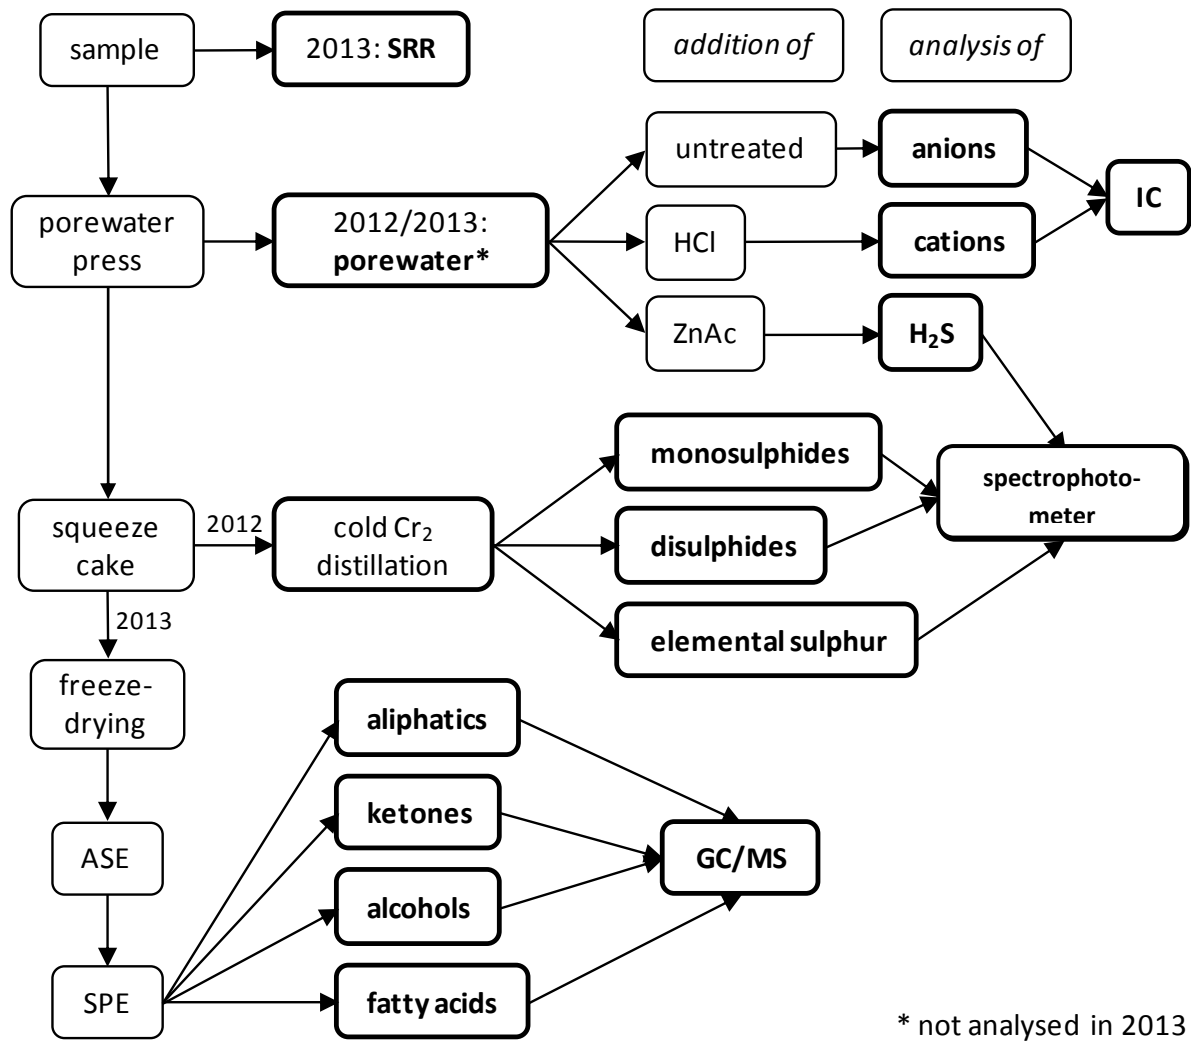 sample
2013: SRR
addition of
analysis of
untreated
anions
IC
porewater
press
2012/2013:
porewater*
HCl
cations
ZnAc
H₂S
monosulphides
spectrophoto-
meter
squeeze
cake
2012
cold Cr₂
distillation
disulphides
2013
elemental sulphur
freeze-
drying
aliphatics
ketones
ASE
GC/MS
alcohols
SPE
fatty acids
* not analysed in 2013